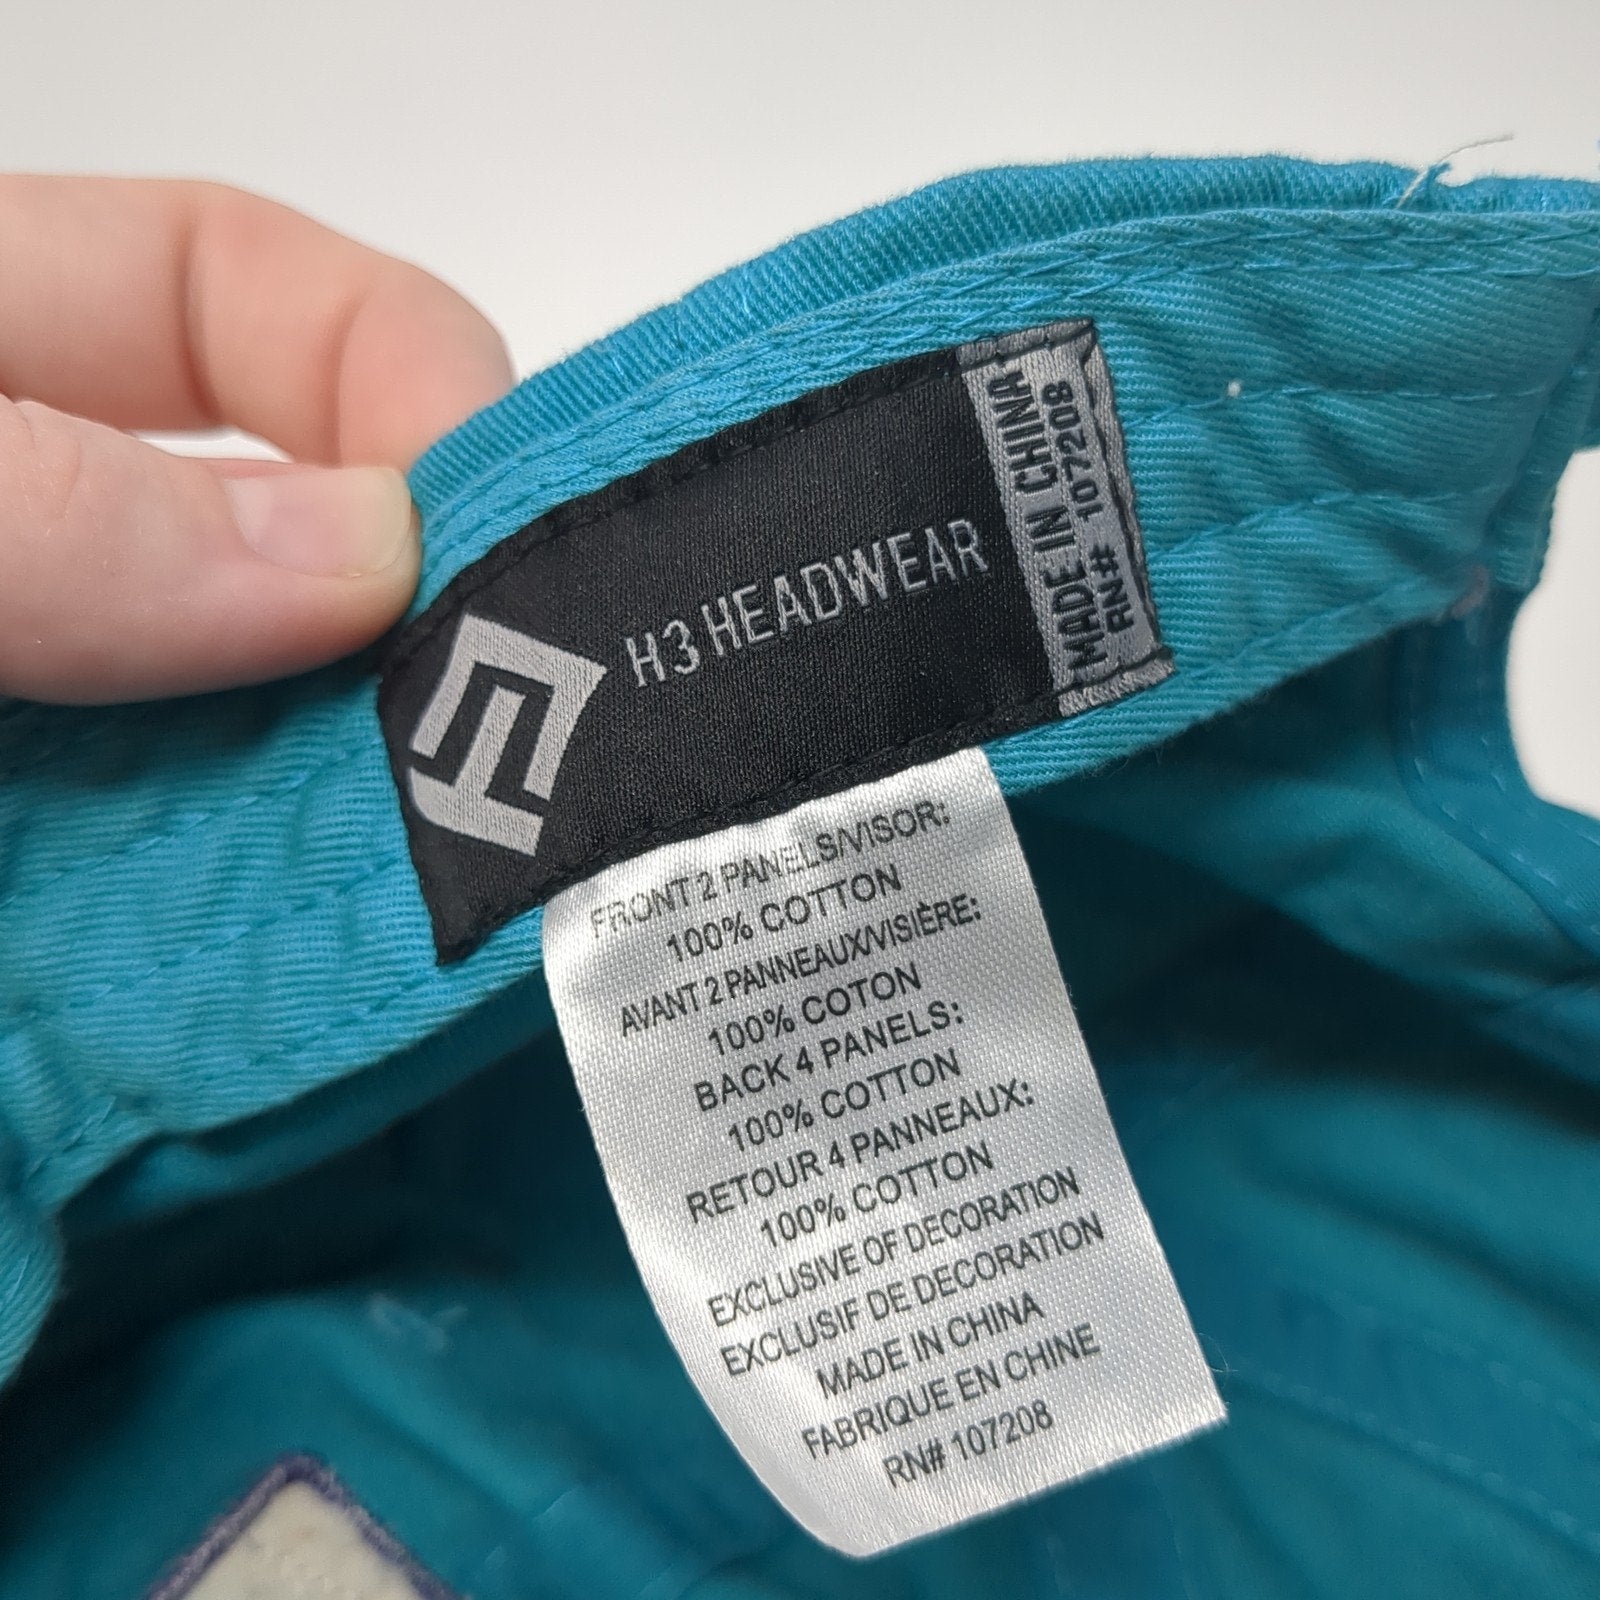 H3 HEADWEAR
MADE IN CHINA
RN# 107208
FRONT 2 PANELS/VISOR:
100% COTTON
AVANT 2 PANNEAUX/VISIÈRE:
100% COTON
BACK 4 PANELS:
100% COTTON
RETOUR 4 PANNEAUX:
100% COTTON
EXCLUSIVE OF DECORATION
EXCLUSIF DE DECORATION
MADE IN CHINA
FABRIQUE EN CHINE
RN# 107208